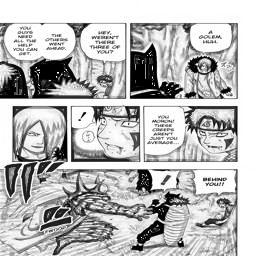 YOU
GUYS
NEED
ALL THE
HELP
YOU CAN
GET.
THE
OTHERS
WENT
AHEAD.
HEY,
WEREN'T
THERE
THREE OF
YOU?
A
GOLEM,
HUH.
!
YOU
MORON!
THESE
CREEPS
AREN'T
JUST YOU
AVERAGE...
BEHIND
YOU!!